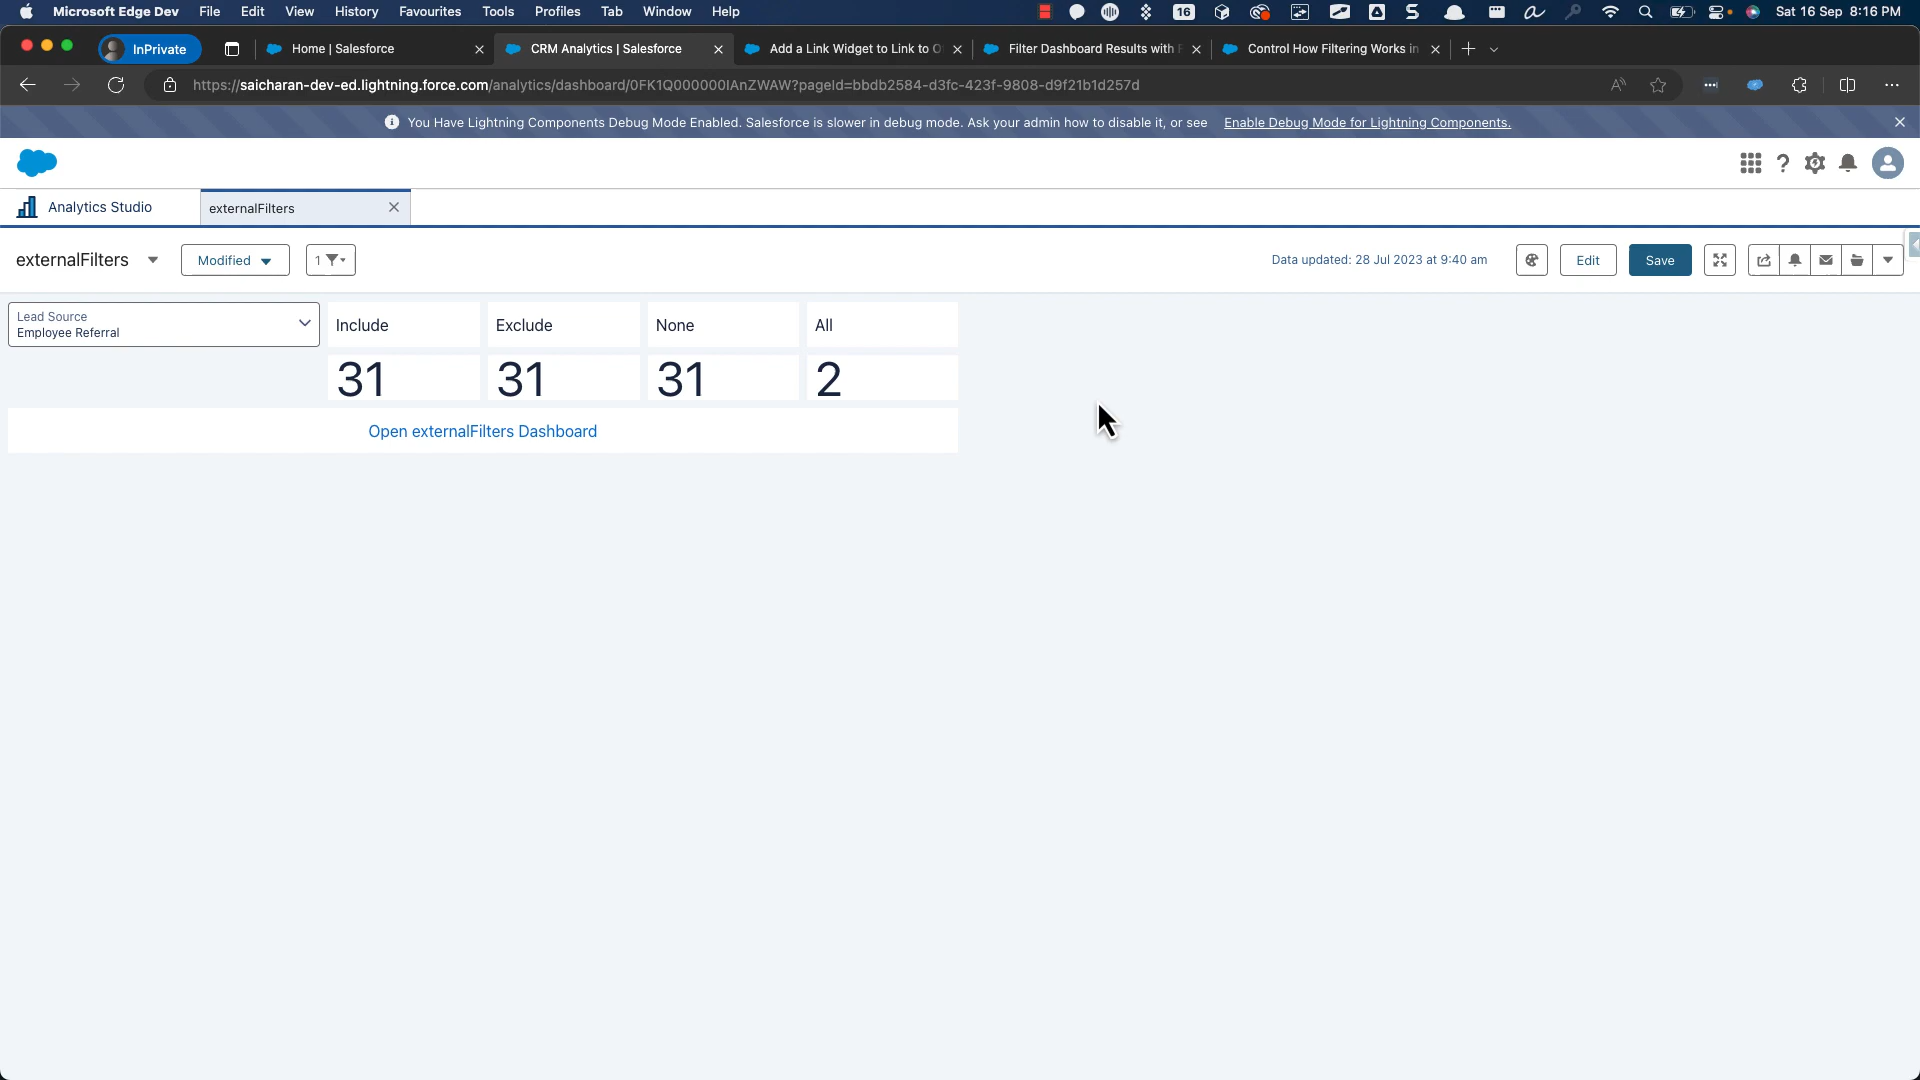 Microsoft Edge Dev File Edit View History Favourites Tools Profiles Tab Window Help 16 Sat 16 Sep 8:16 PM
InPrivate Home | Salesforce CRM Analytics | Salesforce Add a Link Widget to Link to O Filter Dashboard Results with Control How Filtering Works in
https://saicharan-dev-ed.lightning.force.com/analytics/dashboard/0FK1Q000000IAnZWAW?pageId=bbdb2584-d3fc-423f-9808-d9f21b1d257d
You Have Lightning Components Debug Mode Enabled. Salesforce is slower in debug mode. Ask your admin how to disable it, or see Enable Debug Mode for Lightning Components.
Analytics Studio externalFilters
externalFilters Modified 1 Data updated: 28 Jul 2023 at 9:40 am Edit Save
Lead Source
Employee Referral
Include Exclude None All
31 31 31 2
Open externalFilters Dashboard